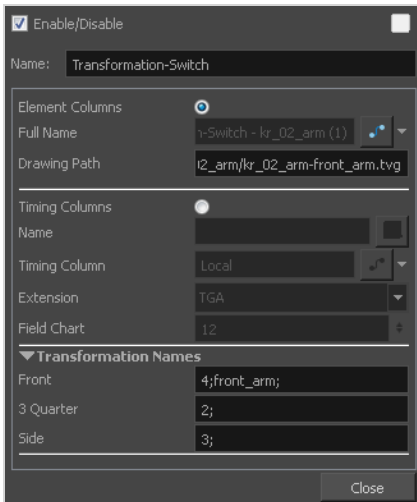 Enable/Disable
Name: Transformation-Switch
Element Columns
Full Name n-Switch - kr_02_arm (1)
Drawing Path 02_arm/kr_02_arm-front_arm.tvg
Timing Columns
Name
Timing Column Local
Extension TGA
Field Chart 12
Transformation Names
Front 4;front_arm;
3 Quarter 2;
Side 3;
Close